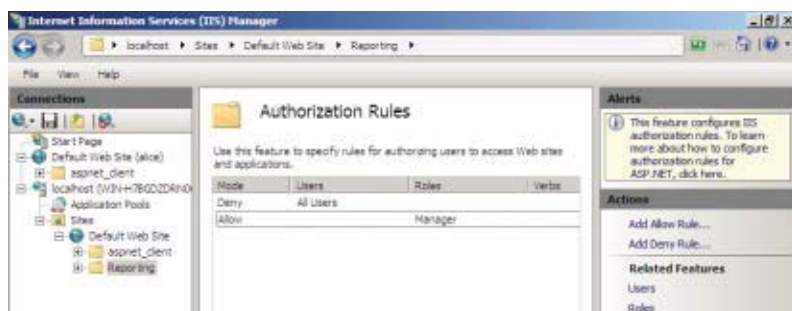 Internet Information Services (IIS) Manager
localhost Sites Default Web Site Reporting
File View Help
Connections
Start Page
Default Web Site (alice)
aspnet_client
localhost (WIN-H7BGDZDRN
Application Pools
Sites
Default Web Site
aspnet_client
Reporting
Authorization Rules
Use this feature to specify rules for authorizing users to access Web sites
and applications.
Mode Users Roles Verbs
Deny All Users
Allow Manager
Alerts
This feature configures IIS
authorization rules. To learn
more about how to configure
authorization rules for
ASP.NET, click here.
Actions
Add Allow Rule...
Add Deny Rule...
Related Features
Users
Roles